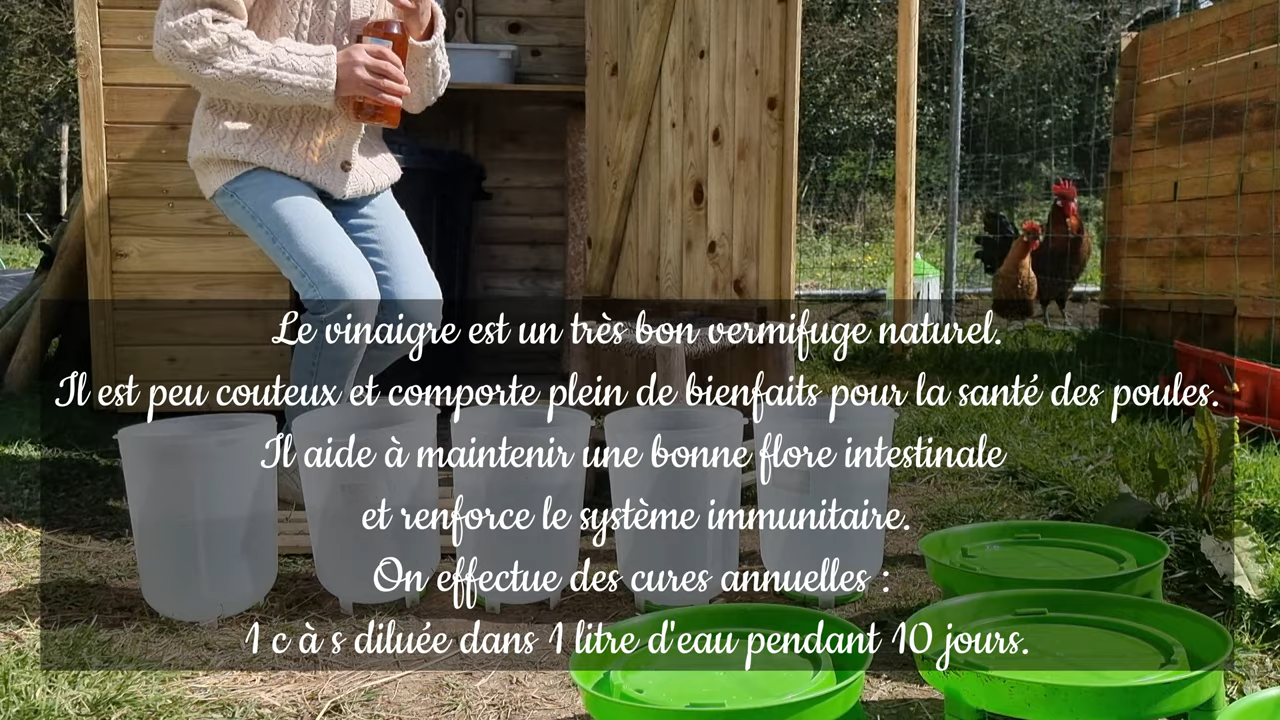 Le vinaigre est un très bon vermifuge naturel.
Il est peu couteux et comporte plein de bienfaits pour la santé des poules.
Il aide à maintenir une bonne flore intestinale
et renforce le système immunitaire.
On effectue des cures annuelles :
1 c à s diluée dans 1 litre d'eau pendant 10 jours.